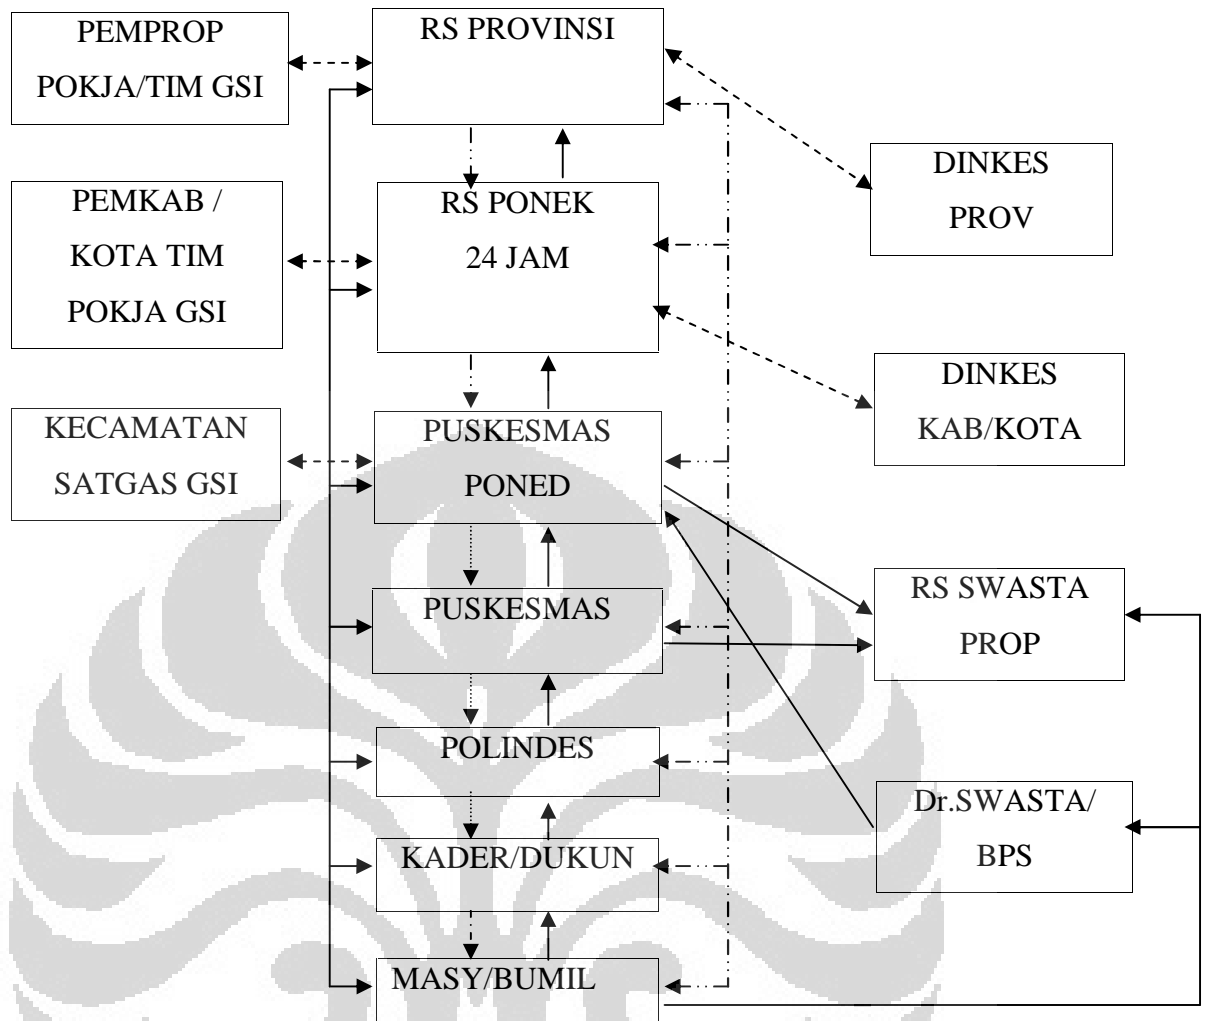 PEMPROP
POKJA/TIM GSI
RS PROVINSI
DINKES
PROV
PEMKAB /
KOTA TIM
POKJA GSI
RS PONEK
24 JAM
DINKES
KAB/KOTA
KECAMATAN
SATGAS GSI
PUSKESMAS
PONED
RS SWASTA
PROP
PUSKESMAS
POLINDES
Dr.SWASTA/
BPS
KADER/DUKUN
MASY/BUMIL